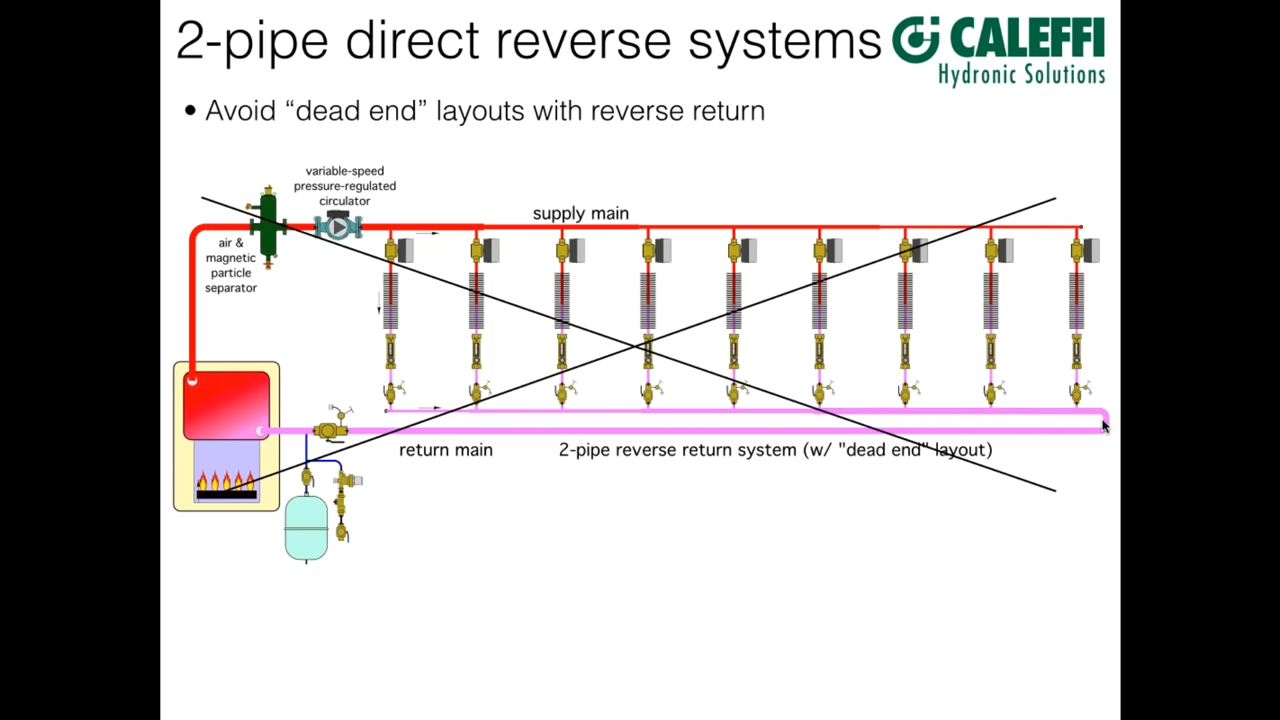 2-pipe direct reverse systems
CALEFFI
Hydronic Solutions
• Avoid “dead end” layouts with reverse return
variable-speed
pressure-regulated
circulator
supply main
air &
magnetic
particle
separator
return main
2-pipe reverse return system (w/ "dead end" layout)